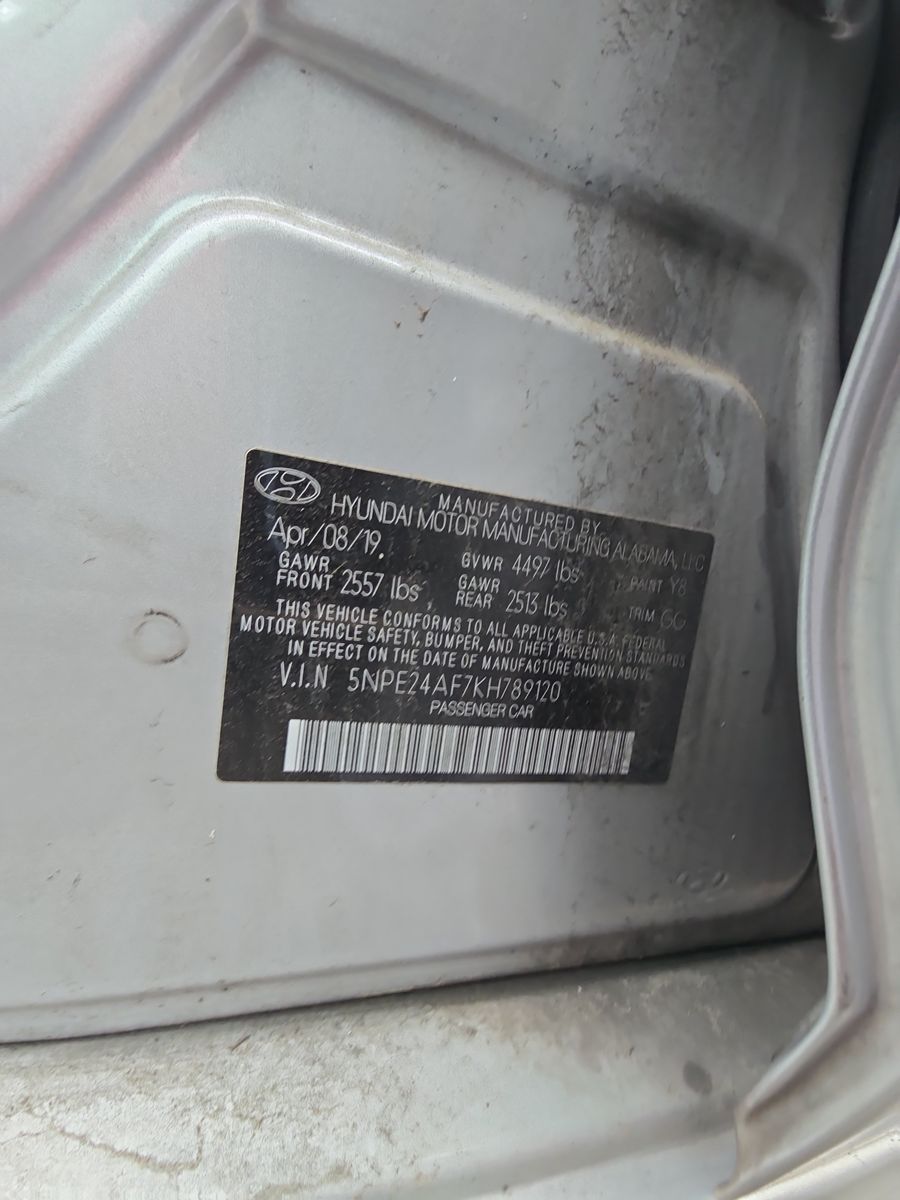 MANUFACTURED BY
HYUNDAI MOTOR MANUFACTURING ALABAMA, LLC
Apr/08/19 GVWR 4497 lbs PAINT Y8
GAWR FRONT 2557 lbs GAWR REAR 2513 lbs TRIM GG
THIS VEHICLE CONFORMS TO ALL APPLICABLE U.S.A. FEDERAL
MOTOR VEHICLE SAFETY, BUMPER, AND THEFT PREVENTION STANDARDS
IN EFFECT ON THE DATE OF MANUFACTURE SHOWN ABOVE
V.I.N 5NPE24AF7KH789120
PASSENGER CAR